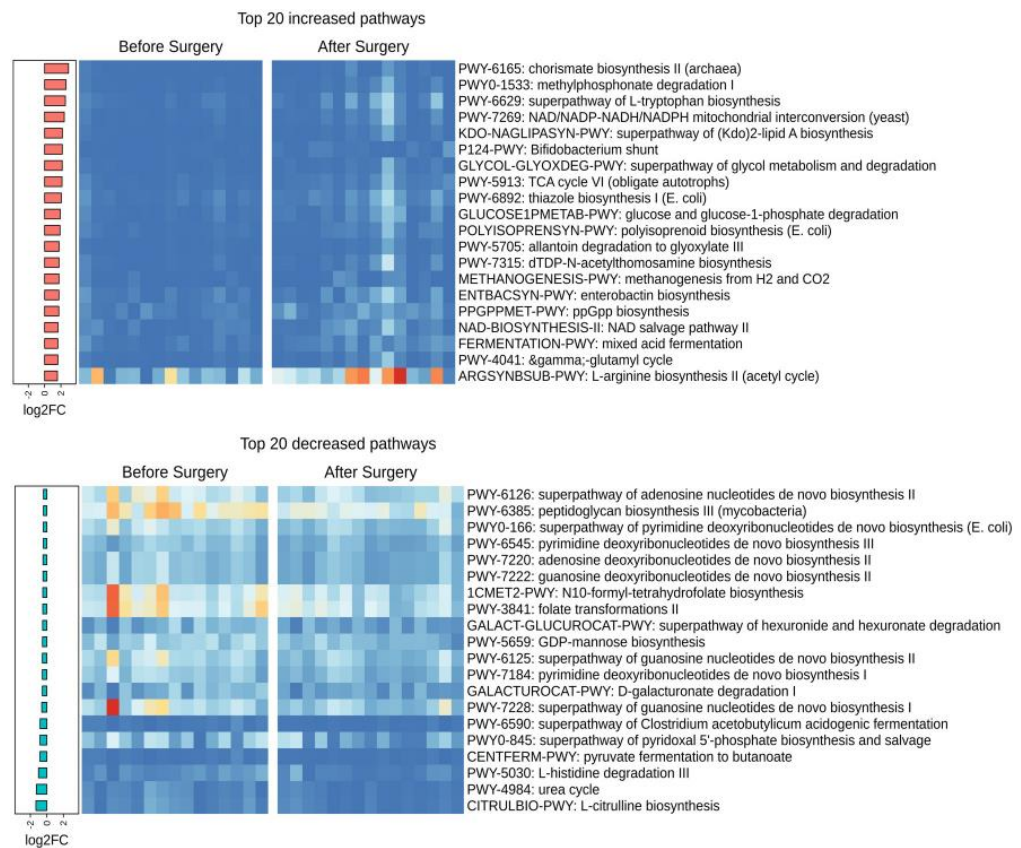 Top 20 increased pathways
Before Surgery
After Surgery
PWY-6165: chorismate biosynthesis II (archaea)
PWY0-1533: methylphosphonate degradation I
PWY-6629: superpathway of L-tryptophan biosynthesis
PWY-7269: NAD/NADP-NADH/NADPH mitochondrial interconversion (yeast)
KDO-NAGLIPASYN-PWY: superpathway of (Kdo)2-lipid A biosynthesis
P124-PWY: Bifidobacterium shunt
GLYCOL-GLYOXDEG-PWY: superpathway of glycol metabolism and degradation
PWY-5913: TCA cycle VI (obligate autotrophs)
PWY-6892: thiazole biosynthesis I (E. coli)
GLUCOSE1PMETAB-PWY: glucose and glucose-1-phosphate degradation
POLYISOPRENSYN-PWY: polyisoprenoid biosynthesis (E. coli)
PWY-5705: allantoin degradation to glyoxylate III
PWY-7315: dTDP-N-acetylthomosamine biosynthesis
METHANOGENESIS-PWY: methanogenesis from H2 and CO2
ENTBACSYN-PWY: enterobactin biosynthesis
PPGPPMET-PWY: ppGpp biosynthesis
NAD-BIOSYNTHESIS-II: NAD salvage pathway II
FERMENTATION-PWY: mixed acid fermentation
PWY-4041: &gamma;-glutamyl cycle
ARGSYNBSUB-PWY: L-arginine biosynthesis II (acetyl cycle)
-2 0 2
log2FC
Top 20 decreased pathways
Before Surgery
After Surgery
PWY-6126: superpathway of adenosine nucleotides de novo biosynthesis II
PWY-6385: peptidoglycan biosynthesis III (mycobacteria)
PWY0-166: superpathway of pyrimidine deoxyribonucleotides de novo biosynthesis (E. coli)
PWY-6545: pyrimidine deoxyribonucleotides de novo biosynthesis III
PWY-7220: adenosine deoxyribonucleotides de novo biosynthesis II
PWY-7222: guanosine deoxyribonucleotides de novo biosynthesis II
1CMET2-PWY: N10-formyl-tetrahydrofolate biosynthesis
PWY-3841: folate transformations II
GALACT-GLUCUROCAT-PWY: superpathway of hexuronide and hexuronate degradation
PWY-5659: GDP-mannose biosynthesis
PWY-6125: superpathway of guanosine nucleotides de novo biosynthesis II
PWY-7184: pyrimidine deoxyribonucleotides de novo biosynthesis I
GALACTUROCAT-PWY: D-galacturonate degradation I
PWY-7228: superpathway of guanosine nucleotides de novo biosynthesis I
PWY-6590: superpathway of Clostridium acetobutylicum acidogenic fermentation
PWY0-845: superpathway of pyridoxal 5'-phosphate biosynthesis and salvage
CENTFERM-PWY: pyruvate fermentation to butanoate
PWY-5030: L-histidine degradation III
PWY-4984: urea cycle
CITRULBIO-PWY: L-citrulline biosynthesis
-2 0 2
log2FC